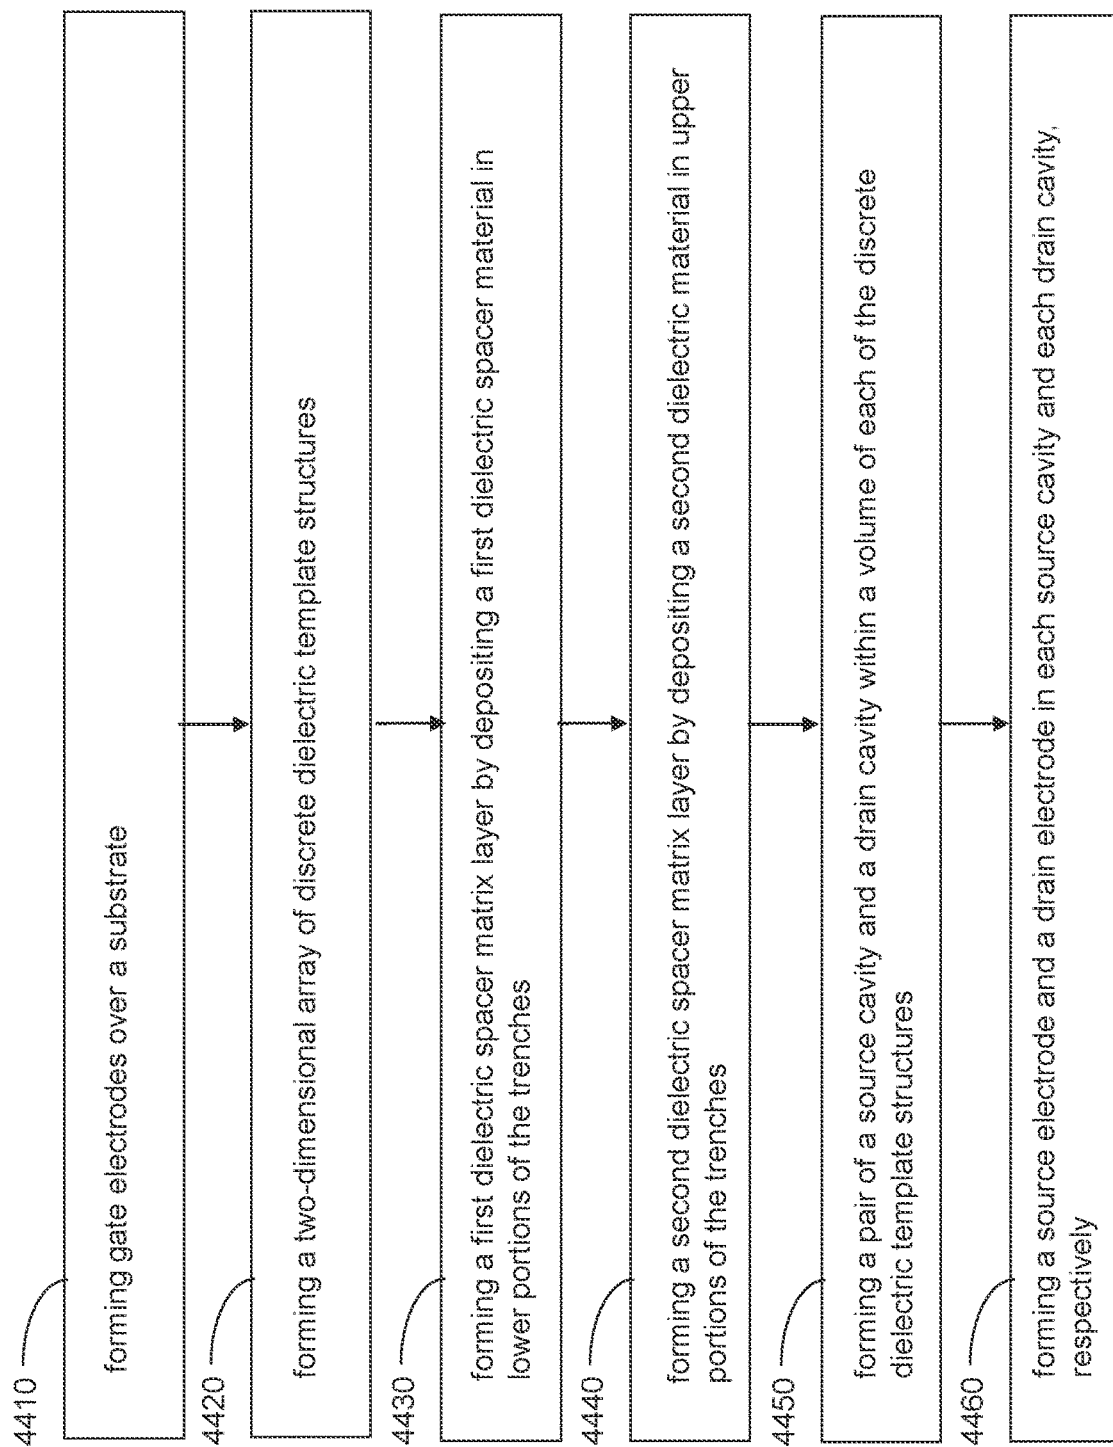 4410
forming gate electrodes over a substrate
4420
forming a two-dimensional array of discrete dielectric template structures
4430
forming a first dielectric spacer matrix layer by depositing a first dielectric spacer material in
lower portions of the trenches
4440
forming a second dielectric spacer matrix layer by depositing a second dielectric material in upper
portions of the trenches
4450
forming a pair of a source cavity and a drain cavity within a volume of each of the discrete
dielectric template structures
4460
forming a source electrode and a drain electrode in each source cavity and each drain cavity,
respectively